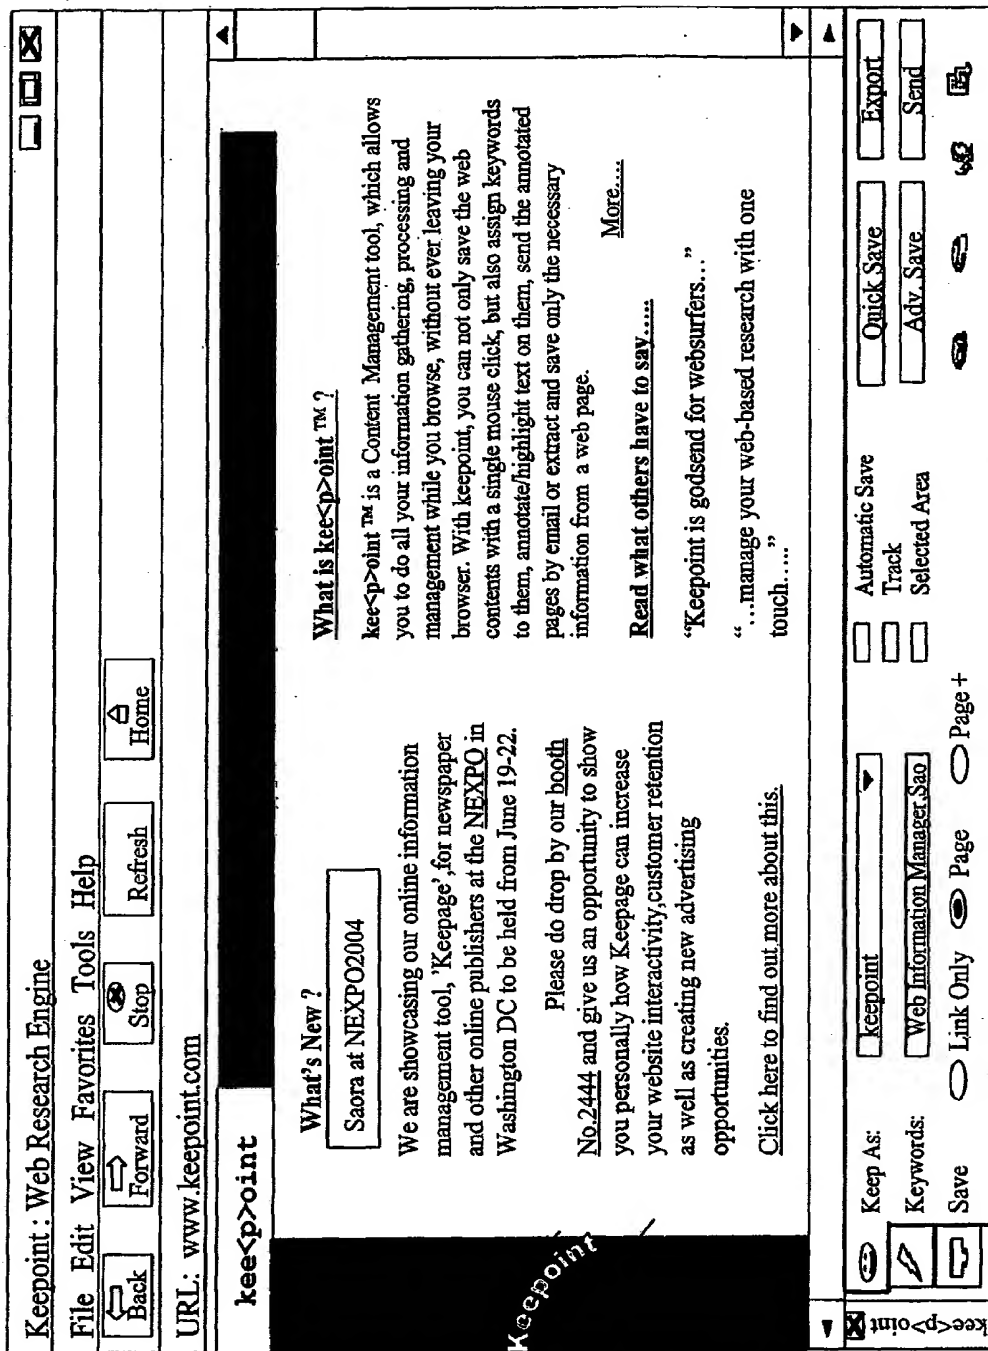 Keepoint : Web Research Engine
File Edit View Favorites Tools Help
Back
Forward
Stop
Refresh
Home
URL: www.keepoint.com
kee<p>oint
Keepoint
What's New ?
Saora at NEXPO2004
We are showcasing our online information
management tool, 'Keepage',for newspaper
and other online publishers at the NEXPO in
Washington DC to be held from June 19-22.
Please do drop by our booth
No.2444 and give us an opportunity to show
you personally how Keepage can increase
your website interactivity,customer retention
as well as creating new advertising
opportunities.
Click here to find out more about this.
What is kee<p>oint ™ ?
kee<p>oint ™ is a Content Management tool, which allows
you to do all your information gathering, processing and
management while you browse, without ever leaving your
browser. With keepoint, you can not only save the web
contents with a single mouse click, but also assign keywords
to them, annotate/highlight text on them, send the annotated
pages by email or extract and save only the necessary
information from a web page.
More....
Read what others have to say.....
“Keepoint is godsend for websurfers...”
“ ...manage your web-based research with one
touch.....”
kee<p>oint
Keep As:
keepoint
Automatic Save
Quick Save
Export
Keywords:
Web Information Manager,Sao
Track
Selected Area
Adv. Save
Send
Save
Link Only
Page
Page +